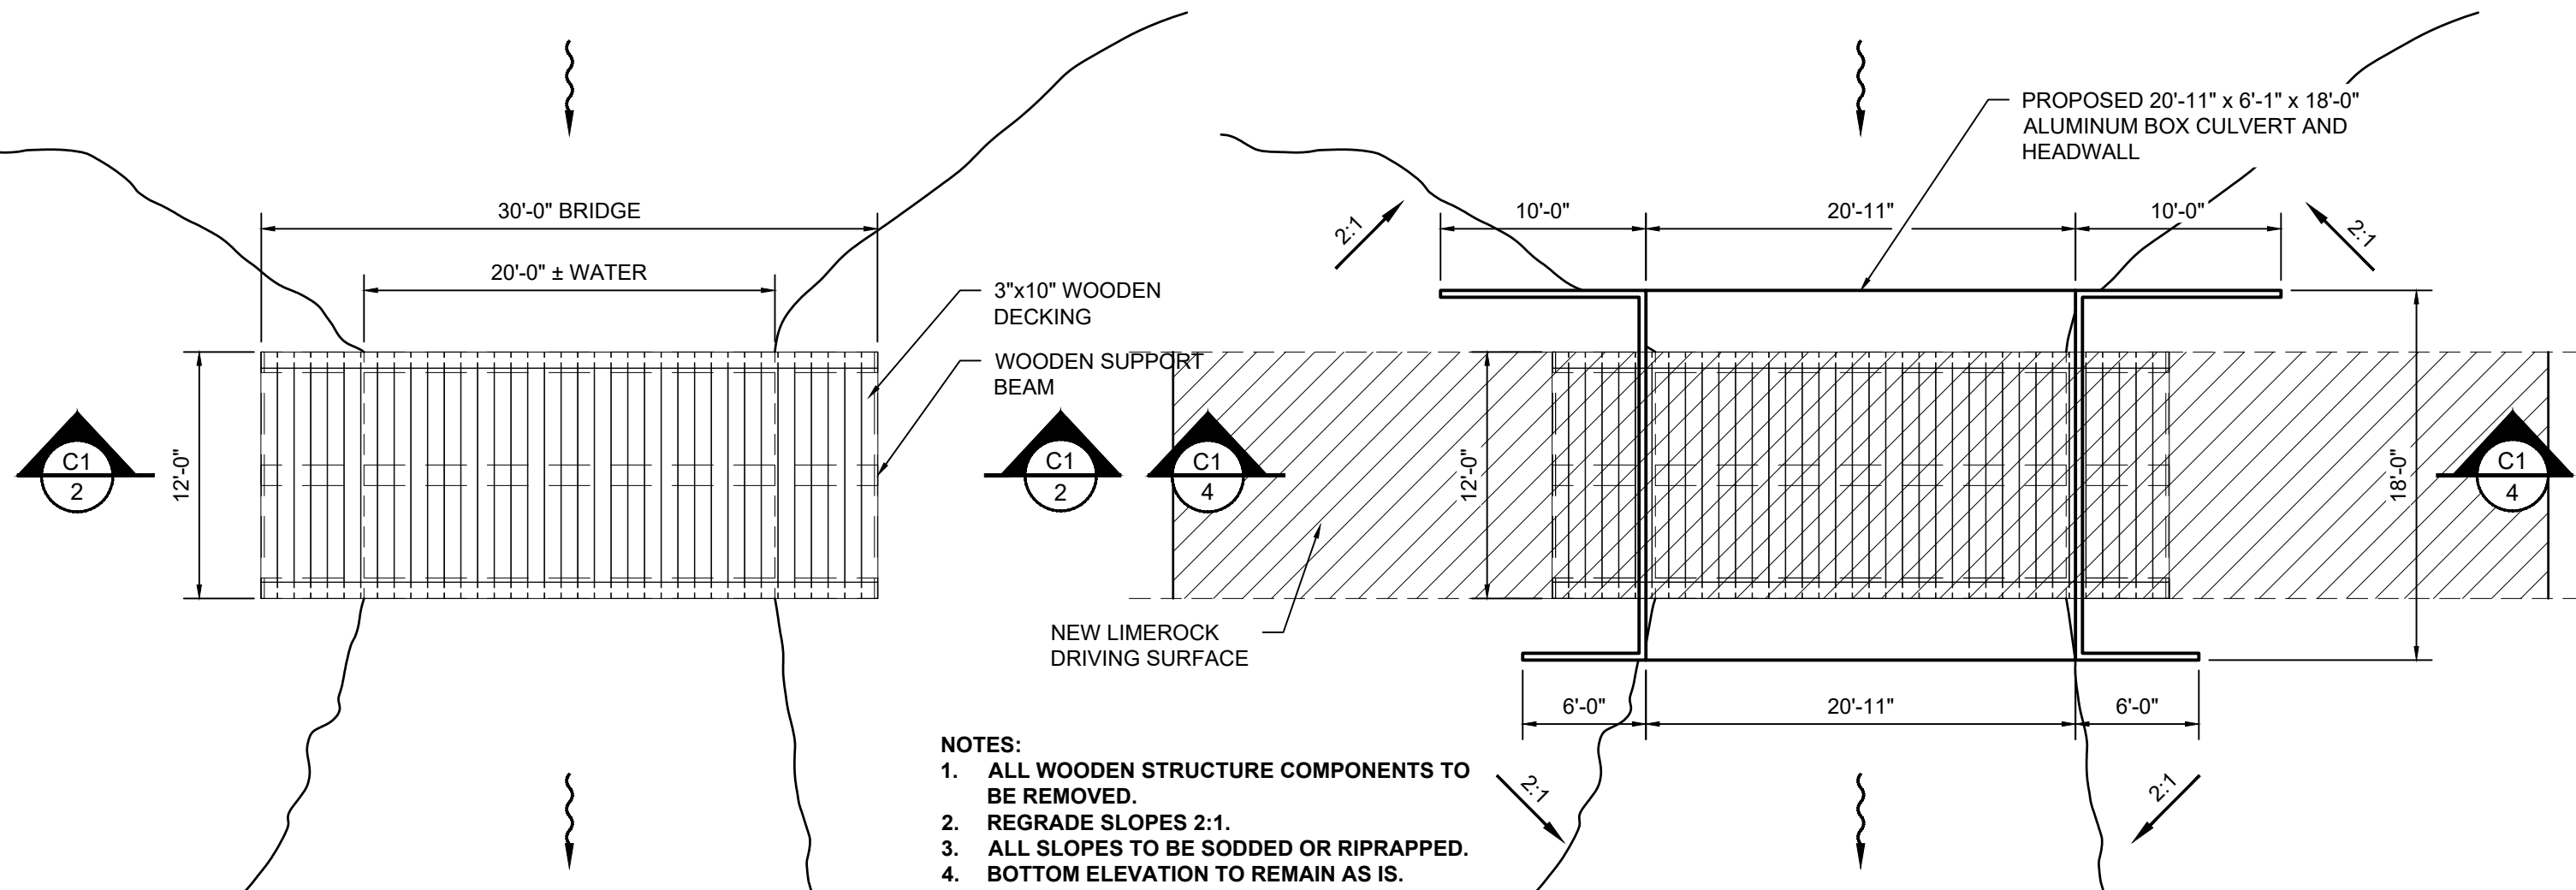 30'-0" BRIDGE
20'-0" ± WATER
3"x10" WOODEN
DECKING
WOODEN SUPPORT
BEAM
12'-0"
C1
2
C1
2
PROPOSED 20'-11" x 6'-1" x 18'-0"
ALUMINUM BOX CULVERT AND
HEADWALL
10'-0"
20'-11"
10'-0"
2:1
2:1
C1
4
12'-0"
18'-0"
C1
4
NEW LIMEROCK
DRIVING SURFACE
6'-0"
20'-11"
6'-0"
2:1
2:1
NOTES:
1. ALL WOODEN STRUCTURE COMPONENTS TO
BE REMOVED.
2. REGRADE SLOPES 2:1.
3. ALL SLOPES TO BE SODDED OR RIPRAPPED.
4. BOTTOM ELEVATION TO REMAIN AS IS.